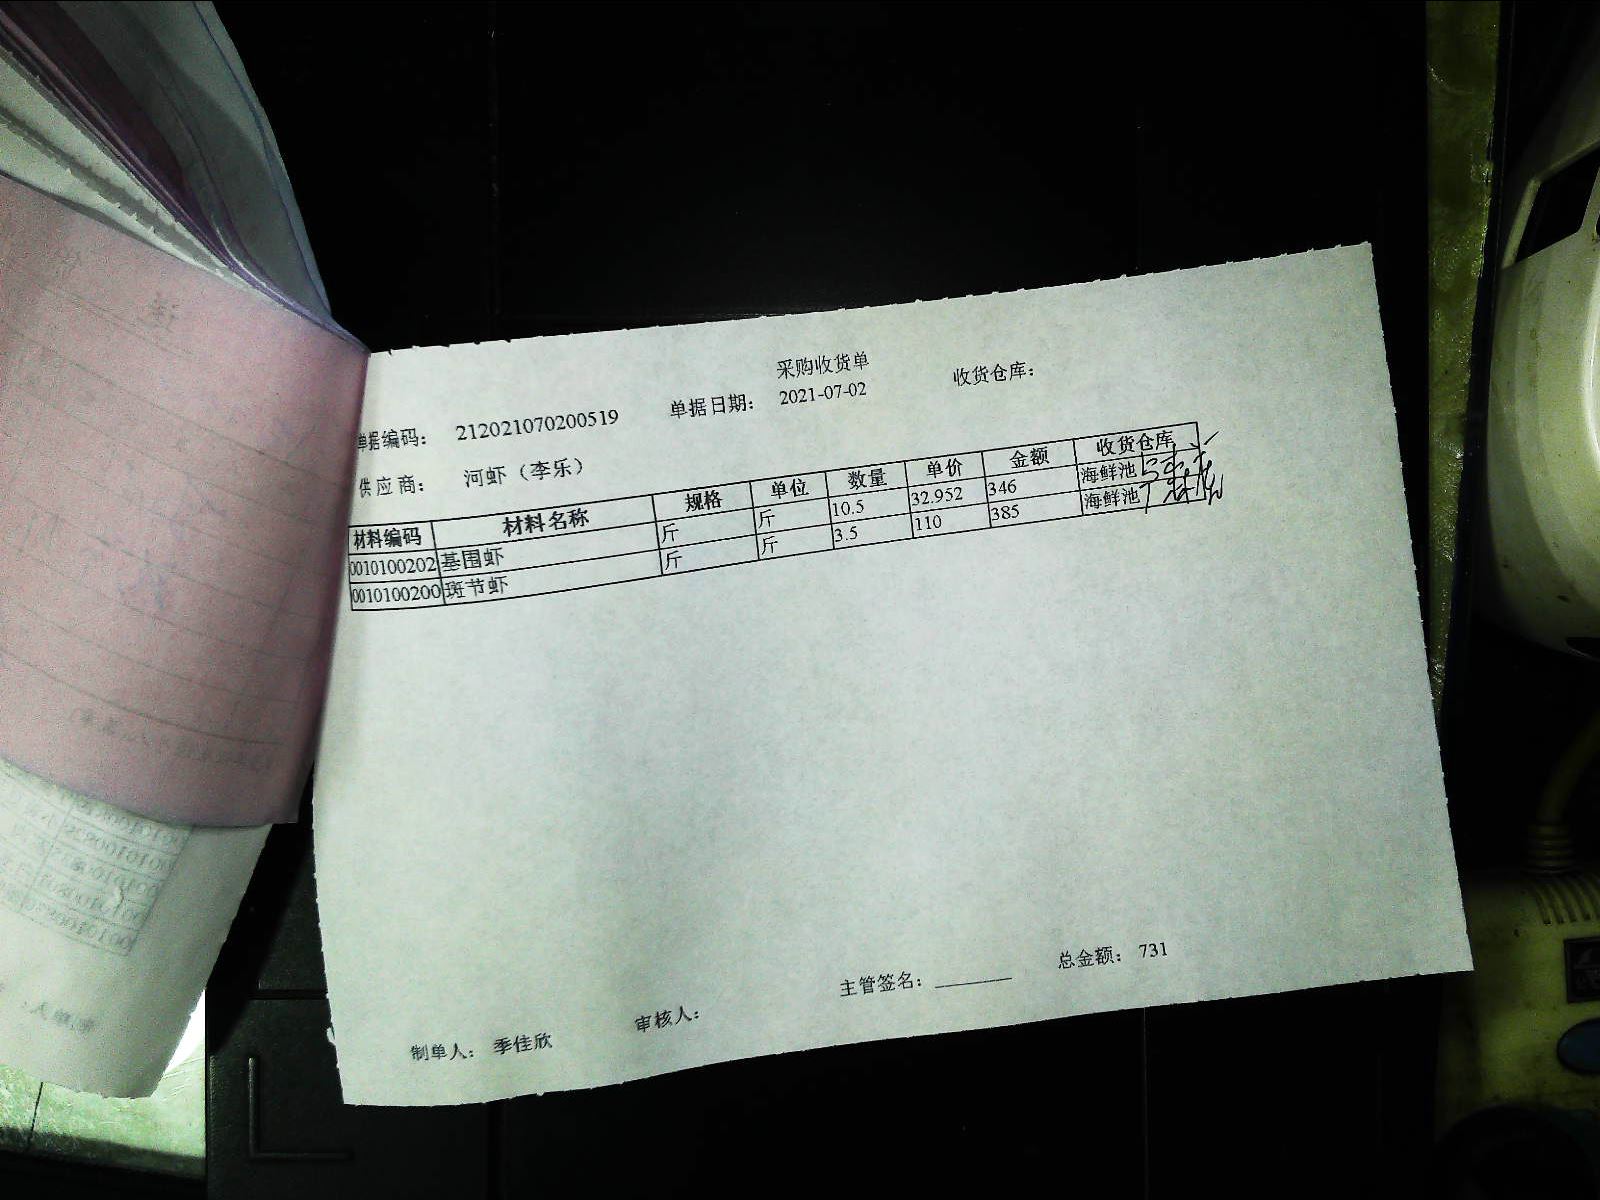 采购收货单
单据编码： 212021070200519 单据日期： 2021-07-02 收货仓库：
供应商： 河虾（李乐）
材料编码 材料名称 规格 单位 数量 单价 金额 收货仓库
0010100202 基围虾 斤 斤 10.5 32.952 346 海鲜池
0010100200 斑节虾 斤 斤 3.5 110 385 海鲜池
制单人： 季佳欣 审核人： 主管签名： 总金额： 731